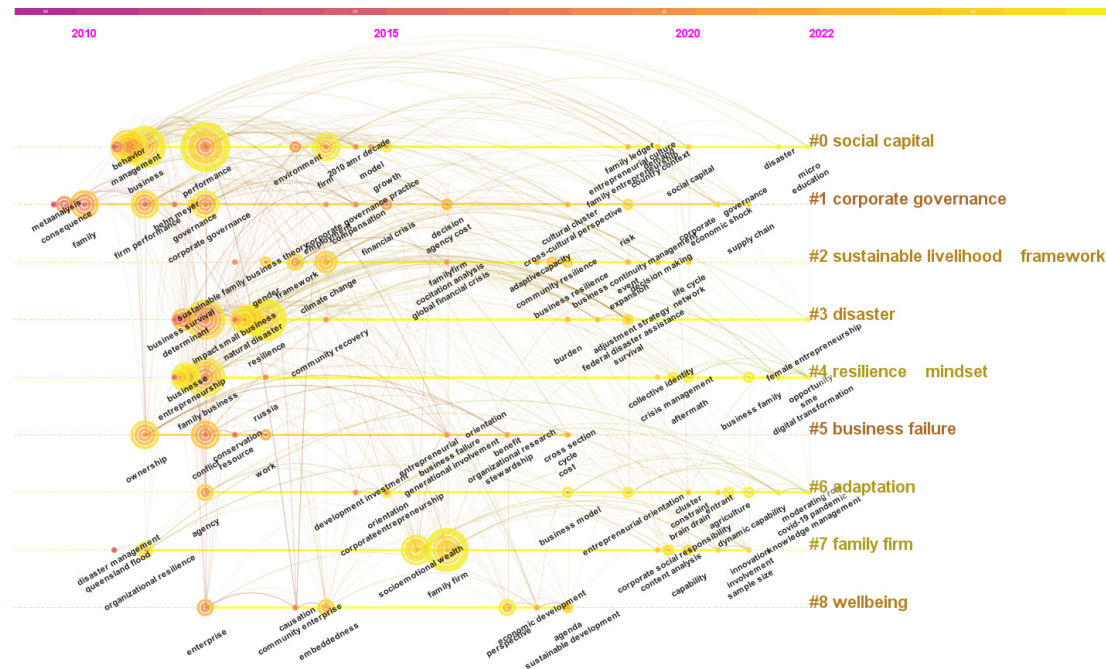 2010
2015
2020
2022
#0 social capital
behavior
management
business
performance
environment
firm
2010 amr decade
model
growth
family ledger
entrepreneurial culture
family entrepreneurship
country context
social capital
disaster
micro
education
#1 corporate governance
metaanalysis
consequence
family
firm performance
john meyer
governance
corporate governance
employment
corporate governance practice
compensation
financial crisis
decision
agency cost
cultural cluster
cross-cultural perspective
risk
corporate governance
economic shock
supply chain
#2 sustainable livelihood framework
sustainable family business theory
gender
framework
climate change
familyfirm
cocitation analysis
global financial crisis
adaptivecapacity
community resilience
business resilience
business continuity management
event
decision making
expansion
life cycle
network
#3 disaster
business survival
determinant
impact
small business
natural disaster
resilience
community recovery
burden
adjustment strategy
federal disaster assistance
survival
#4 resilience mindset
businesse
entrepreneurship
family business
russia
collective identity
crisis management
aftermath
business family
female entrepreneurship
opportunity
sme
digital transformation
#5 business failure
ownership
conflict
conservation
resource
work
entrepreneurial orientation
business failure
generational involvement
benefit
organizational research
stewardship
cross section
cycle
cost
#6 adaptation
agency
development investment
orientation
corporateentrepreneurship
business model
entrepreneurial orientation
cluster
constraint
brain drain
entrant
agriculture
dynamic capability
moderating role
covid-19 pandemic
knowledge management
#7 family firm
disaster management
queensland flood
organizational resilience
socioemotional wealth
family firm
corporate social responsibility
content analysis
capability
innovation
involvement
sample size
#8 wellbeing
enterprise
causation
community enterprise
embeddedness
economic development
perspective
agenda
sustainable development